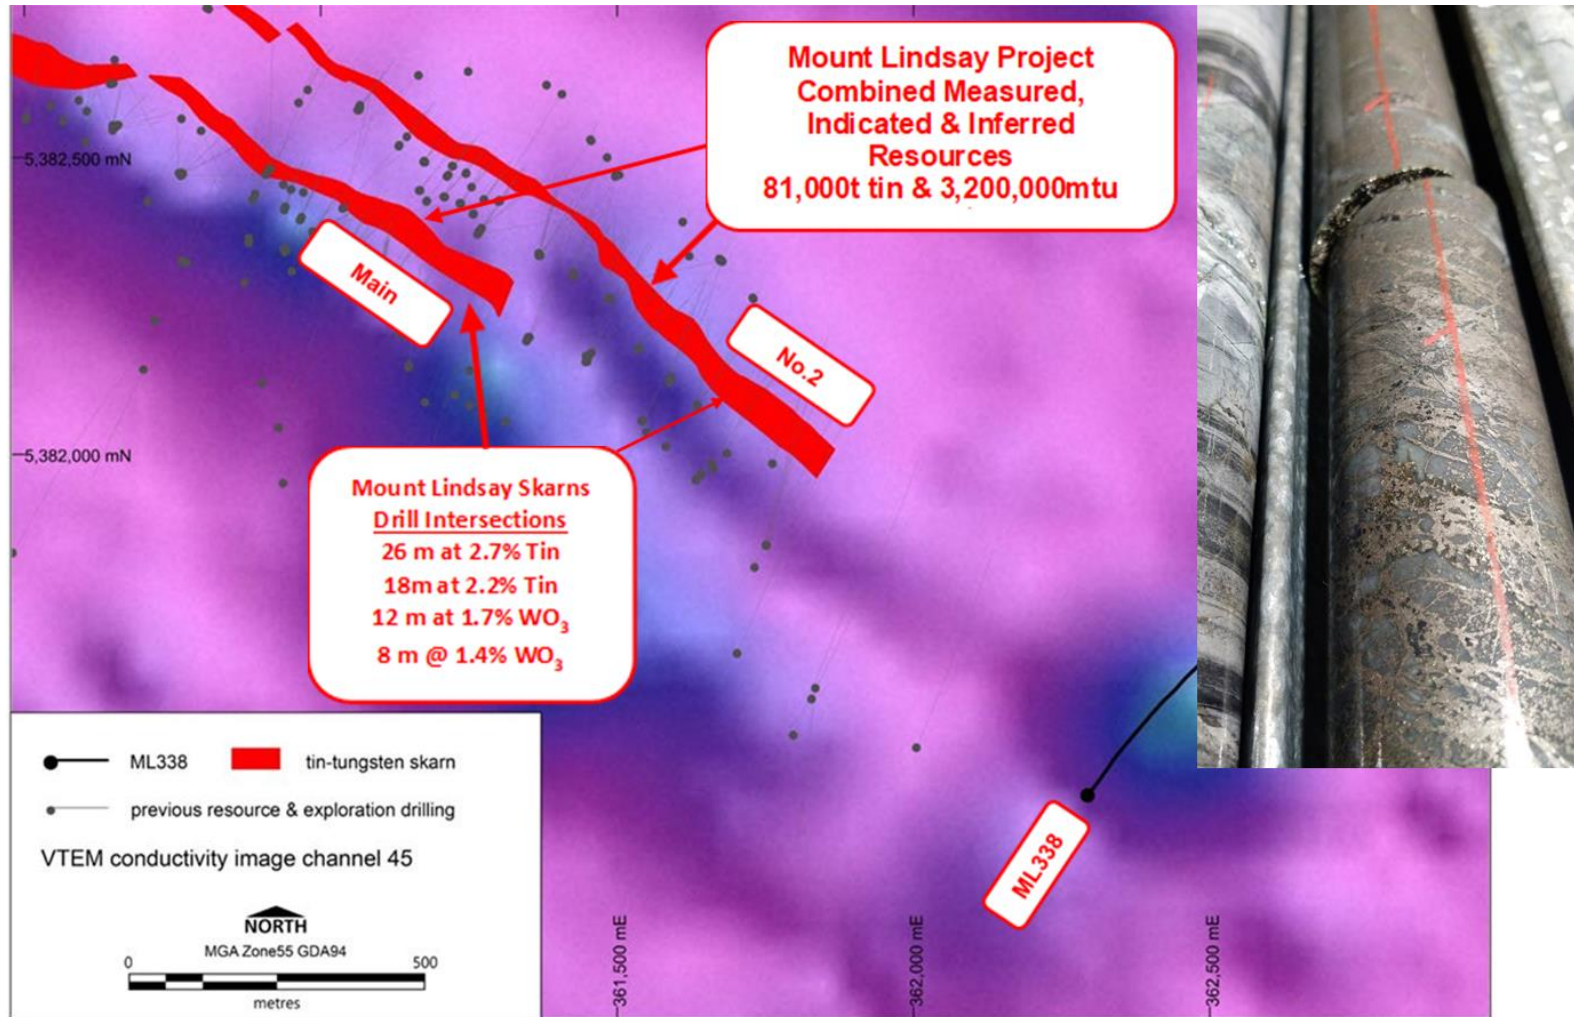 Mount Lindsay Project
Combined Measured,
Indicated & Inferred
Resources
81,000t tin & 3,200,000mtu
5,382,500 mN
Main
No.2
5,382,000 mN
Mount Lindsay Skarns
Drill Intersections
26 m at 2.7% Tin
18m at 2.2% Tin
12 m at 1.7% WO₃
8 m @ 1.4% WO₃
ML338
ML338
tin-tungsten skarn
previous resource & exploration drilling
VTEM conductivity image channel 45
NORTH
MGA Zone55 GDA94
0 500
metres
361,500 mE
362,000 mE
362,500 mE